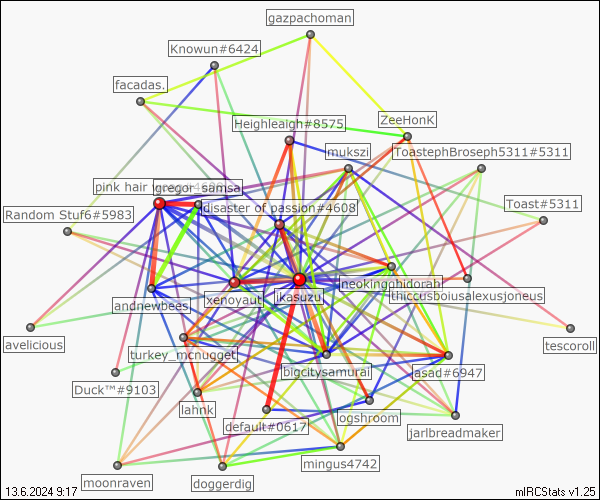 gazpachoman
Knowun#6424
facadas.
ZeeHonK
Heighleaigh#8575
mukszi
ToastephBroseph5311#5311
pink hair
gregor samsa
disaster of passion#4608
Toast#5311
Random Stuf6#5983
neokingghidorah
thiccusboiusalexusjoneus
andnewbees
xenoyaut
ikasuzu
avelicious
tescoroll
turkey_mcnugget
bigcitysamurai
asad#6947
Duck™#9103
lahnk
default#0617
ogshroom
jarlbreadmaker
mingus4742
moonraven
doggerdig
13.6.2024 9:17
mIRCStats v1.25